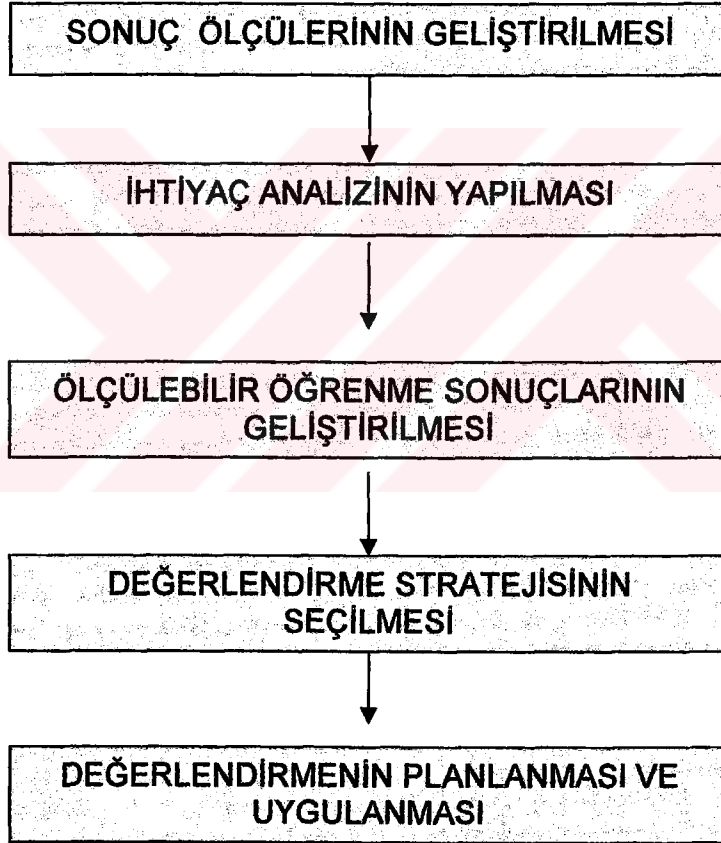 SONUÇ ÖLÇÜLERİNİN GELİŞTİRİLMESİ
İHTİYAÇ ANALİZİNİN YAPILMASI
ÖLÇÜLEBİLİR ÖĞRENME SONUÇLARININ
GELİŞTİRİLMESİ
DEĞERLENDİRME STRATEJİSİNİN
SEÇİLMESİ
DEĞERLENDİRMENİN PLANLANMASI VE
UYGULANMASI